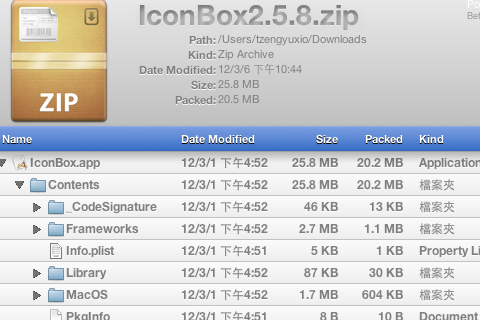 IconBox2.5.8.zip
Path: /Users/tzengyuxio/Downloads
Kind: Zip Archive
Date Modified: 12/3/6 下午10:44
Size: 25.8 MB
Packed: 20.5 MB
ZIP
Name Date Modified Size Packed Kind
IconBox.app 12/3/1 下午4:52 25.8 MB 20.2 MB Application
Contents 12/3/1 下午4:52 25.8 MB 20.2 MB 檔案夾
_CodeSignature 12/3/1 下午4:52 46 KB 13 KB 檔案夾
Frameworks 12/3/1 下午4:52 2.7 MB 1.1 MB 檔案夾
Info.plist 12/3/1 下午4:51 5 KB 1 KB Property Li
Library 12/3/1 下午4:52 87 KB 30 KB 檔案夾
MacOS 12/3/1 下午4:52 1.7 MB 604 KB 檔案夾
PkgInfo 12/3/1 下午4:51 8 B 10 B Document